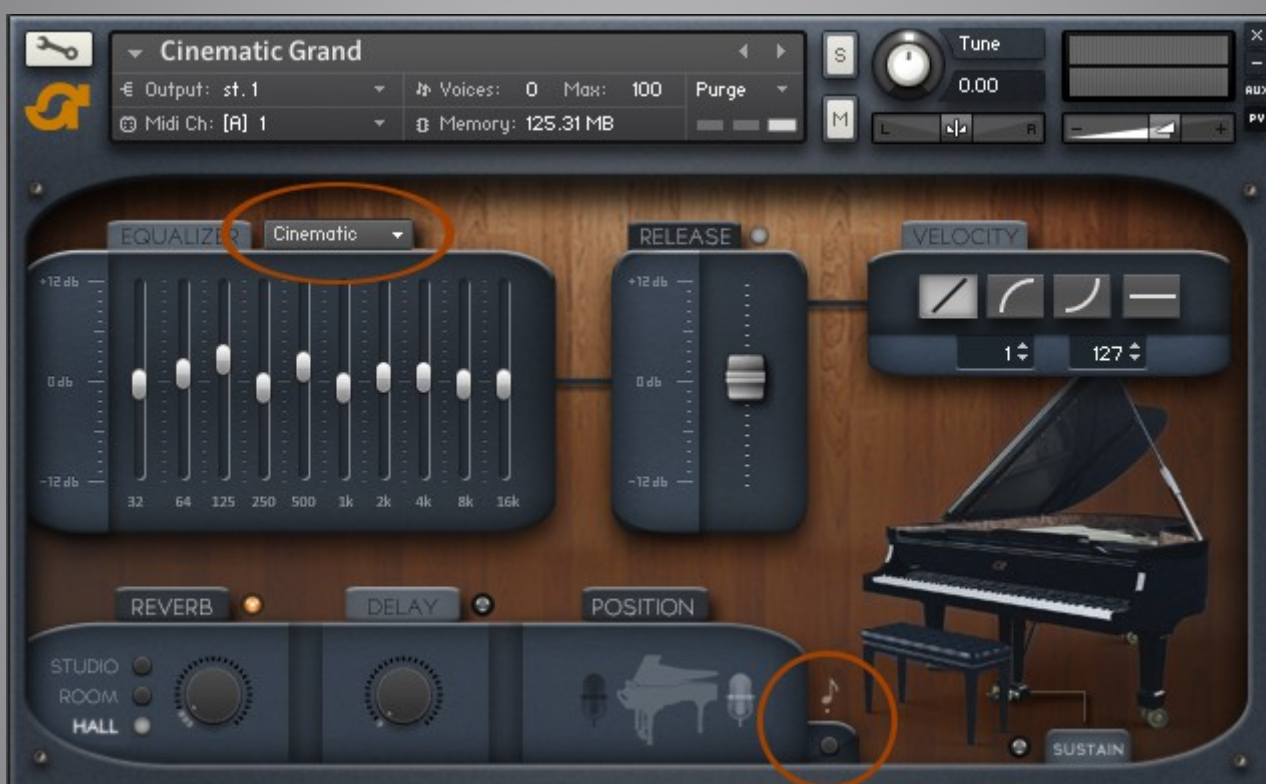 Cinematic Grand
Output: st.1
Voices: 0 Max: 100
Purge
Midi Ch: [A] 1
Memory: 125.31 MB
S
M
Tune
0.00
L
R
-
+
×
-
AUX
PV
EQUALIZER
Cinematic
RELEASE
VELOCITY
+12 db
0 db
-12 db
32 64 125 250 500 1k 2k 4k 8k 16k
+12 db
0 db
-12 db
1
127
REVERB
DELAY
POSITION
STUDIO
ROOM
HALL
SUSTAIN